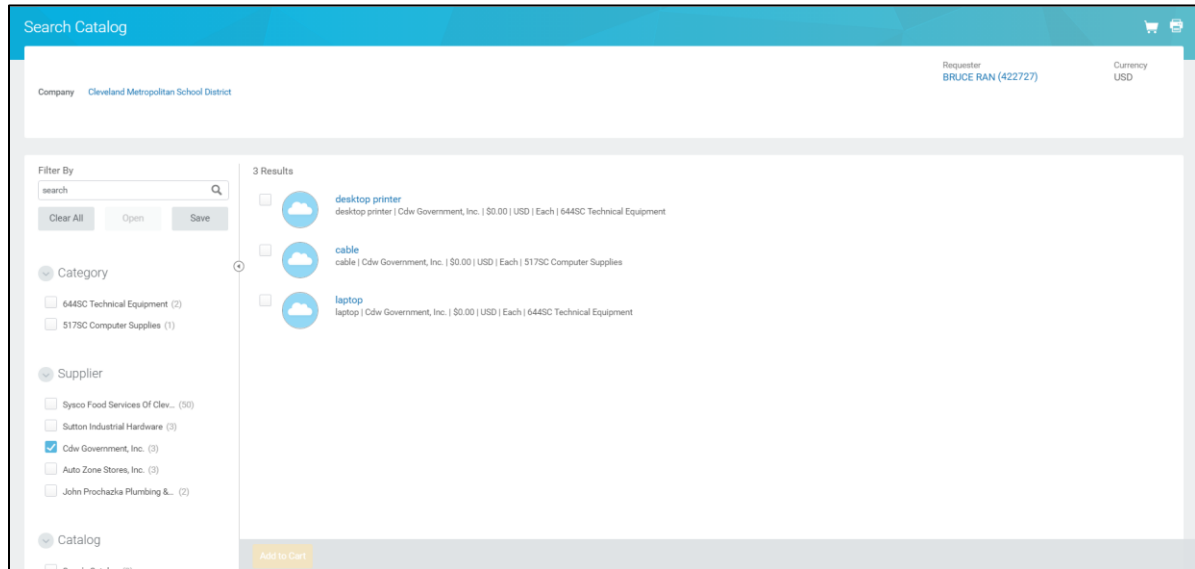 Search Catalog
Requester
BRUCE RAN (422727)
Currency
USD
Company Cleveland Metropolitan School District
Filter By
search
Clear All Open Save
Category
644SC Technical Equipment (2)
517SC Computer Supplies (1)
Supplier
Sysco Food Services Of Clev... (50)
Sutton Industrial Hardware (3)
Cdw Government, Inc. (3)
Auto Zone Stores, Inc. (3)
John Prochazka Plumbing &... (2)
Catalog
3 Results
desktop printer
desktop printer | Cdw Government, Inc. | $0.00 | USD | Each | 644SC Technical Equipment
cable
cable | Cdw Government, Inc. | $0.00 | USD | Each | 517SC Computer Supplies
laptop
laptop | Cdw Government, Inc. | $0.00 | USD | Each | 644SC Technical Equipment
Add to Cart